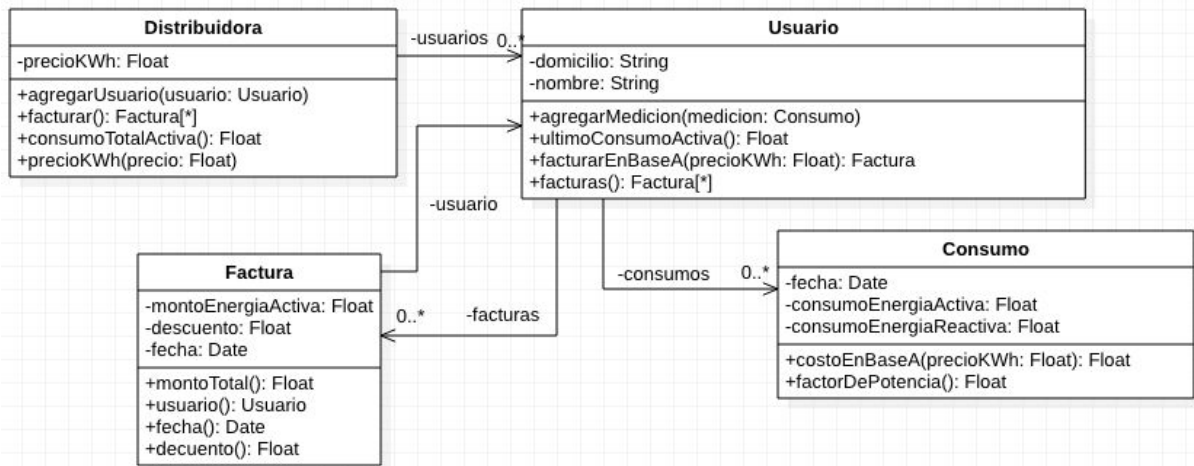 Distribuidora
-precioKWh: Float
+agregarUsuario(usuario: Usuario)
+facturar(): Factura[*]
+consumoTotalActiva(): Float
+precioKWh(precio: Float)
-usuarios 0..*
Usuario
-domicilio: String
-nombre: String
+agregarMedicion(medicion: Consumo)
+ultimoConsumoActiva(): Float
+facturarEnBaseA(precioKWh: Float): Factura
+facturas(): Factura[*]
-usuario
Factura
-montoEnergiaActiva: Float
-descuento: Float
-fecha: Date
+montoTotal(): Float
+usuario(): Usuario
+fecha(): Date
+decuento(): Float
0..* -facturas
-consumos 0..*
Consumo
-fecha: Date
-consumoEnergiaActiva: Float
-consumoEnergiaReactiva: Float
+costoEnBaseA(precioKWh: Float): Float
+factorDePotencia(): Float